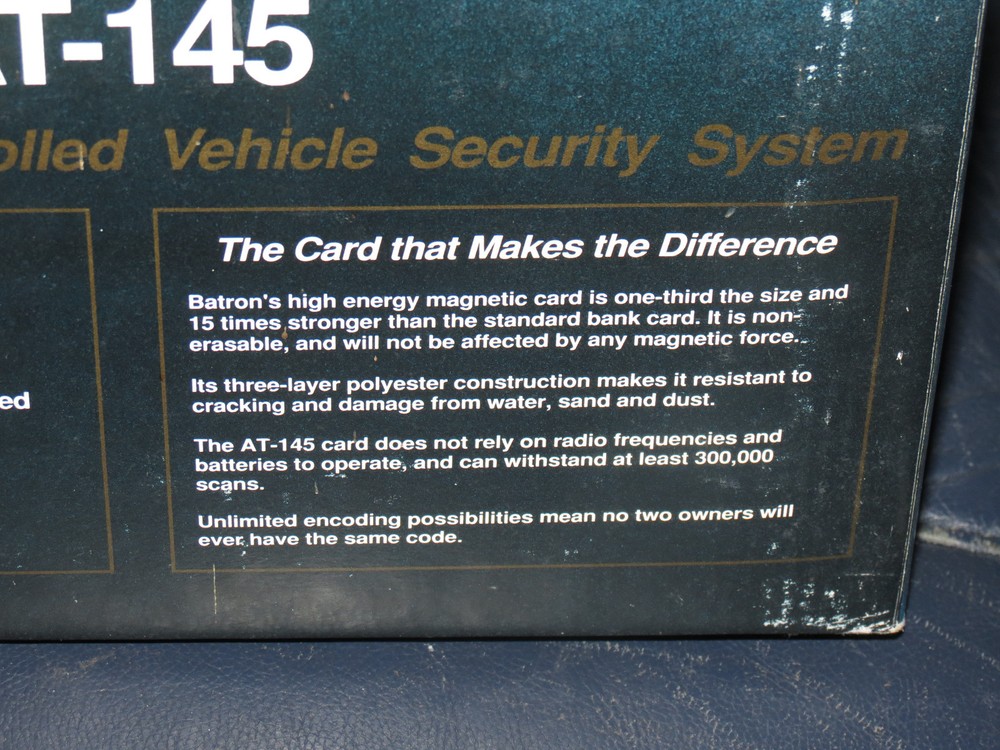 AT-145
olled Vehicle Security System
ed
The Card that Makes the Difference
Batron's high energy magnetic card is one-third the size and
15 times stronger than the standard bank card. It is non-
erasable, and will not be affected by any magnetic force.
Its three-layer polyester construction makes it resistant to
cracking and damage from water, sand and dust.
The AT-145 card does not rely on radio frequencies and
batteries to operate, and can withstand at least 300,000
scans.
Unlimited encoding possibilities mean no two owners will
ever have the same code.